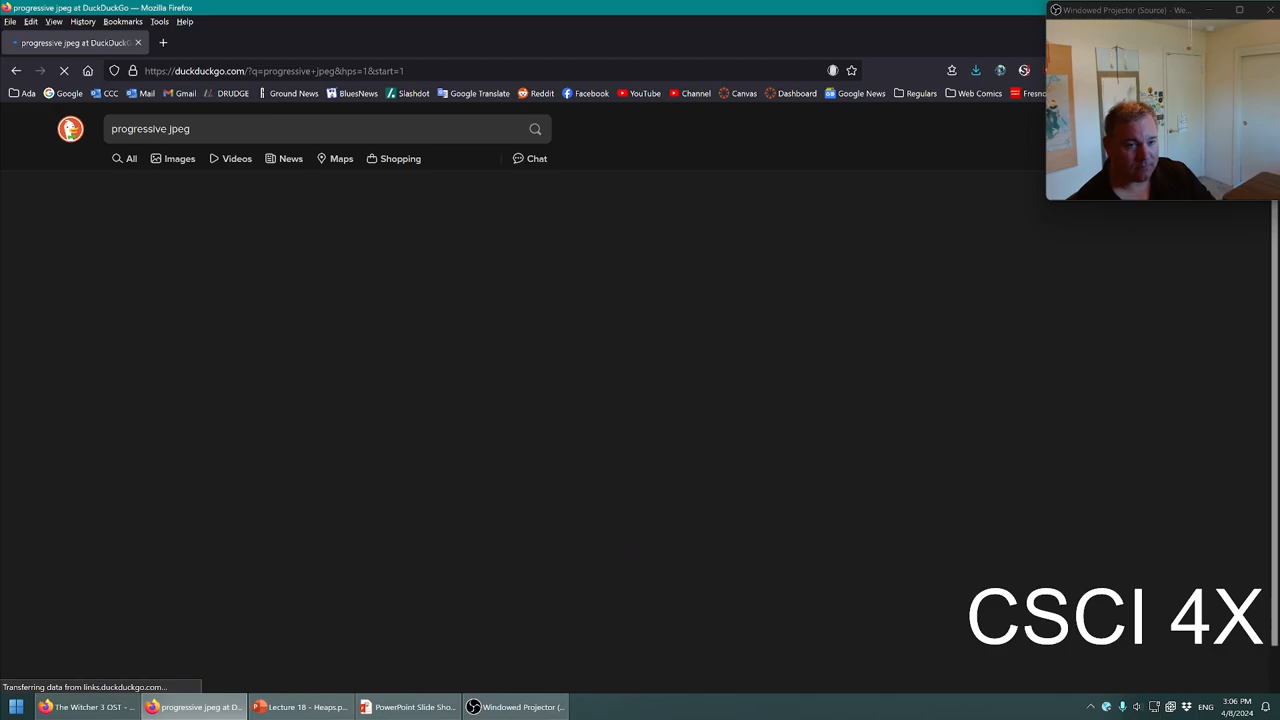 progressive jpeg at DuckDuckGo — Mozilla Firefox
Windowed Projector (Source) - We...
File Edit View History Bookmarks Tools Help
progressive jpeg at DuckDuckG
https://duckduckgo.com/?q=progressive+jpeg&hps=1&start=1
Ada Google CCC Mail Gmail DRUDGE Ground News BluesNews Slashdot Google Translate Reddit Facebook YouTube Channel Canvas Dashboard Google News Regulars Web Comics Fresno
progressive jpeg
All Images Videos News Maps Shopping Chat
CSCI 4X
Transferring data from links.duckduckgo.com...
The Witcher 3 OST - ... progressive jpeg at D... Lecture 18 - Heaps.p... PowerPoint Slide Sho... Windowed Projector (... ENG 3:06 PM
4/8/2024